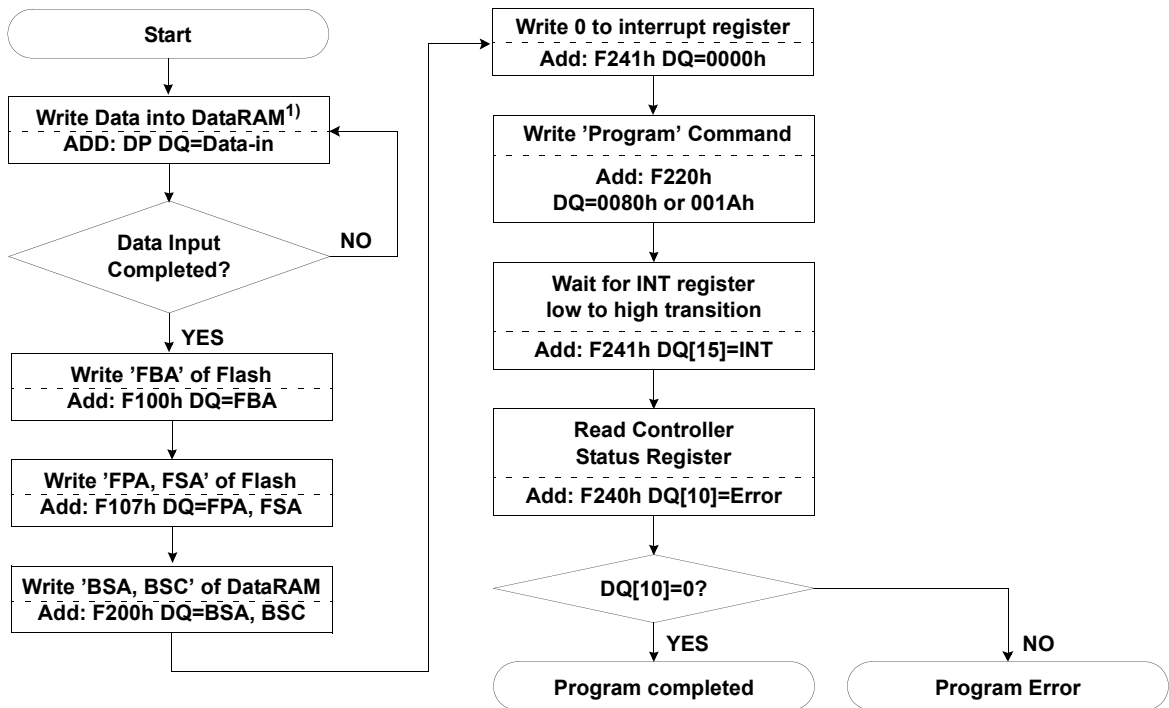 Start
Write Data into DataRAM1)
ADD: DP DQ=Data-in
Data Input
Completed?
NO
YES
Write ’FBA’ of Flash
Add: F100h DQ=FBA
Write ’FPA, FSA’ of Flash
Add: F107h DQ=FPA, FSA
Write ’BSA, BSC’ of DataRAM
Add: F200h DQ=BSA, BSC
Write 0 to interrupt register
Add: F241h DQ=0000h
Write ’Program’ Command
Add: F220h
DQ=0080h or 001Ah
Wait for INT register
low to high transition
Add: F241h DQ[15]=INT
Read Controller
Status Register
Add: F240h DQ[10]=Error
DQ[10]=0?
YES
NO
Program completed
Program Error